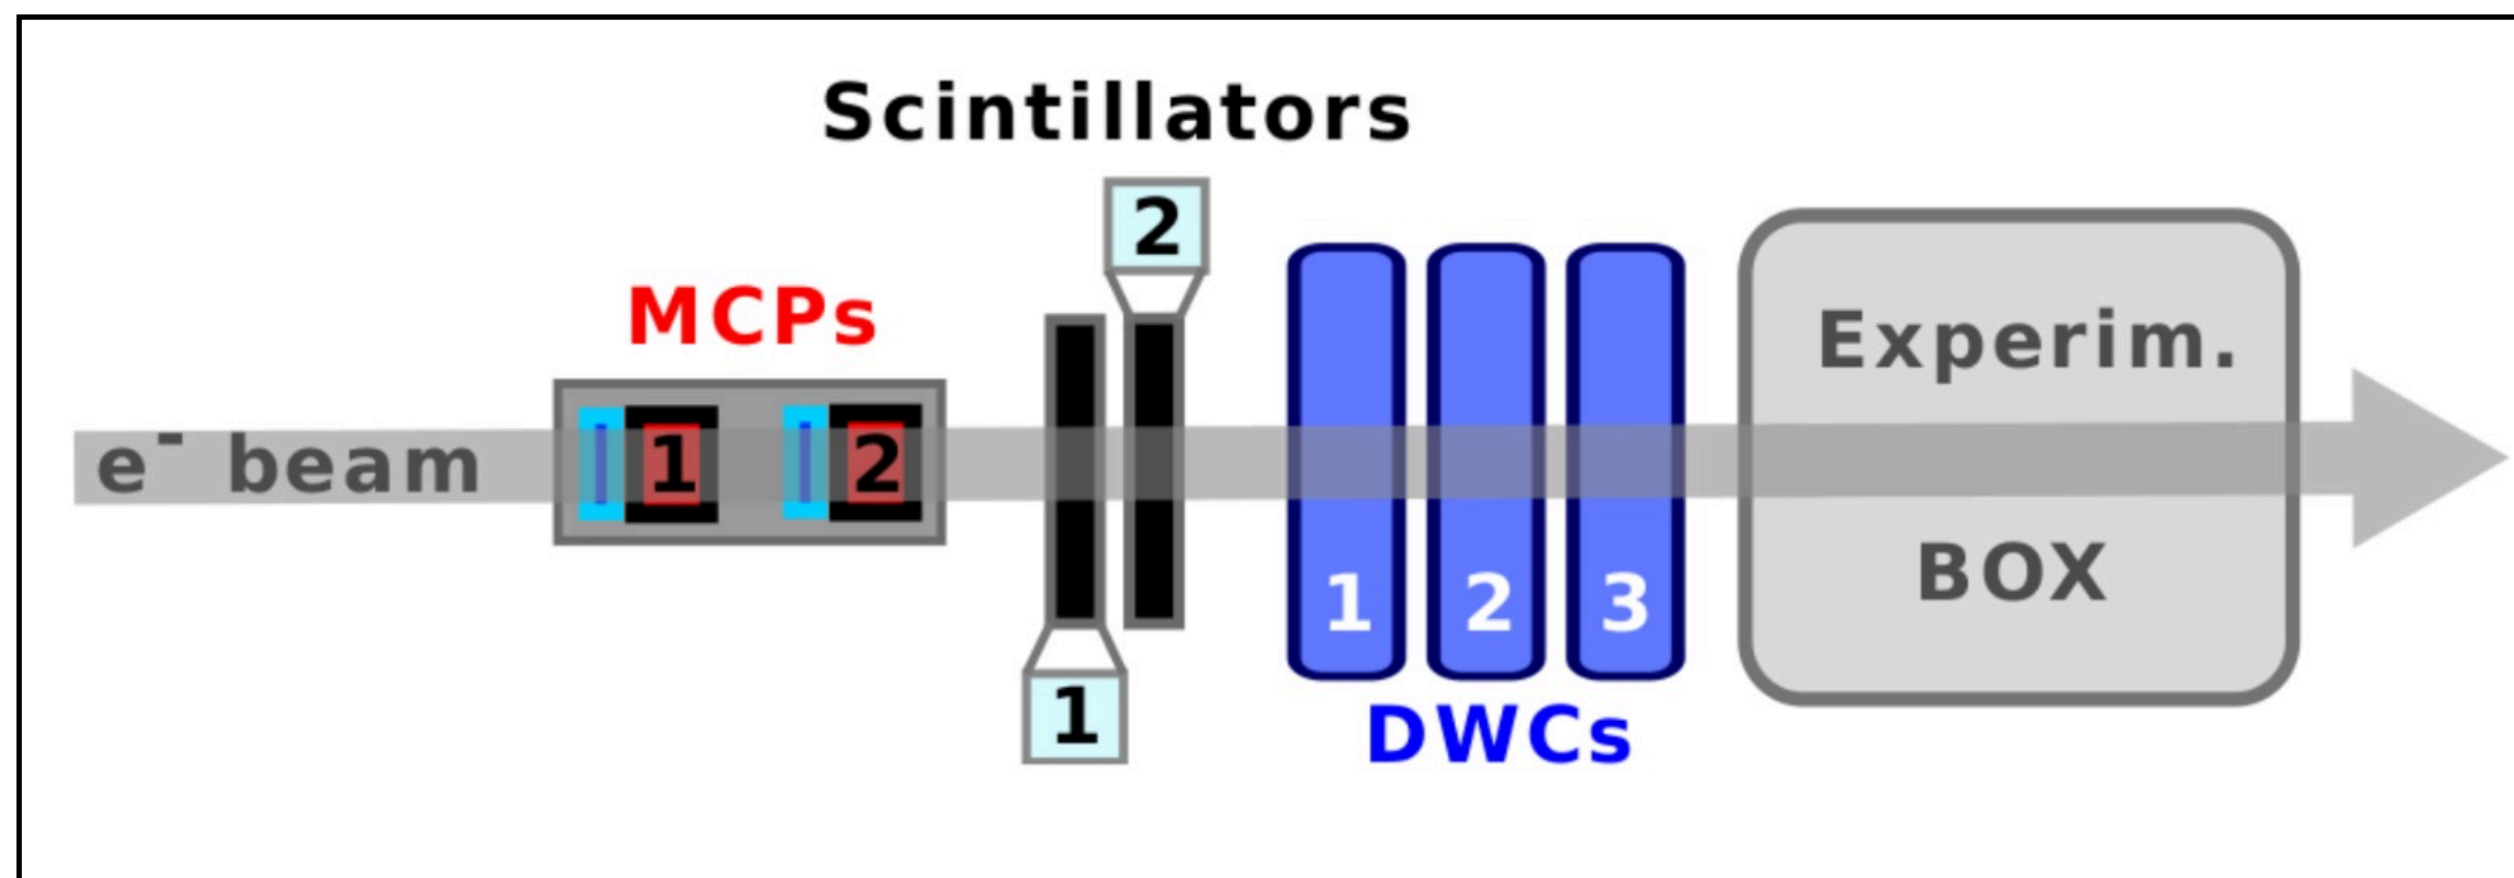 Scintillators
2
MCPs
Experim.
e- beam
1
2
BOX
1
2
3
1
DWCs